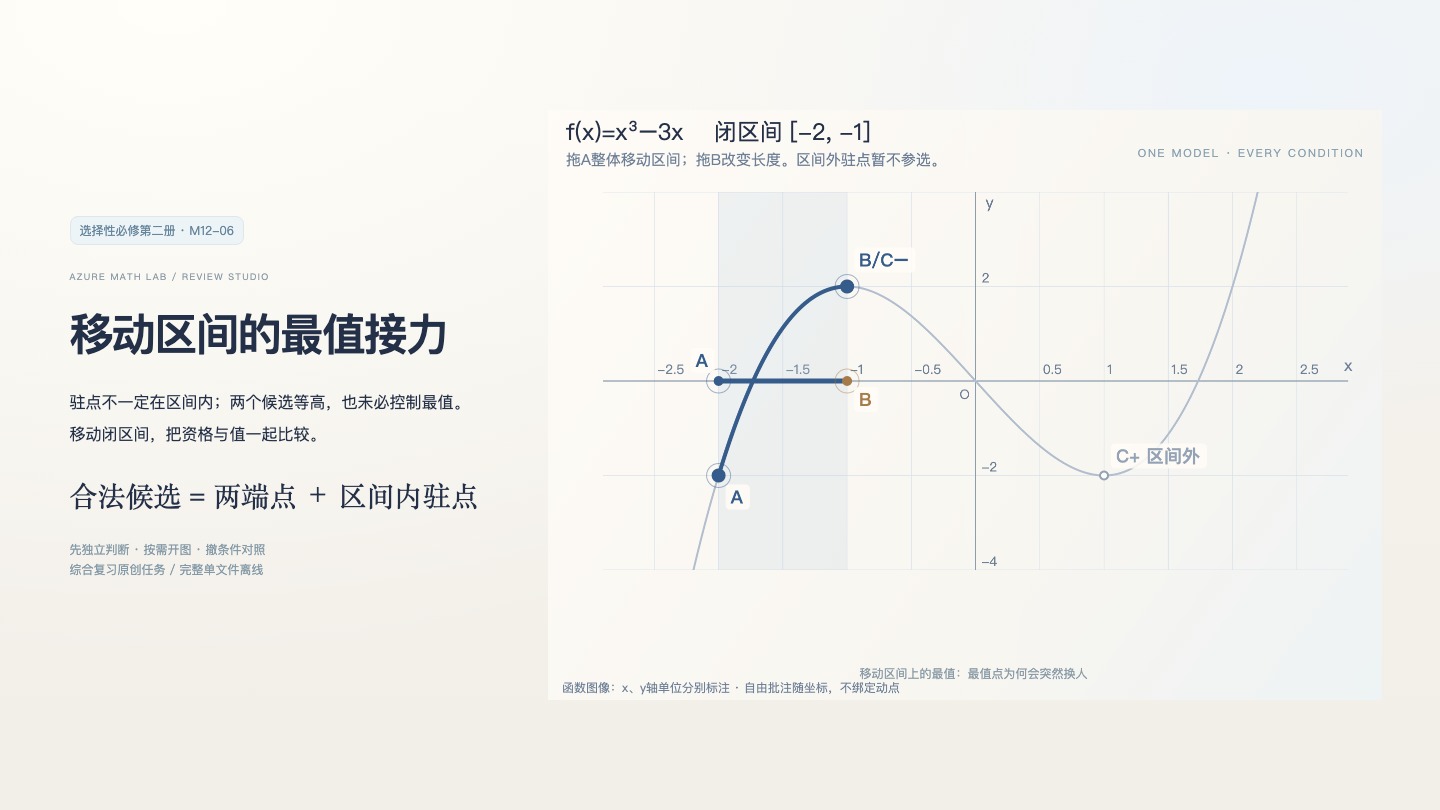 选择性必修第二册 · M12–06
AZURE MATH LAB / REVIEW STUDIO
移动区间的最值接力
驻点不一定在区间内；两个候选等高，也未必控制最值。
移动闭区间，把资格与值一起比较。
合法候选 = 两端点 + 区间内驻点
先独立判断 · 按需开图 · 撤条件对照
综合复习原创任务 / 完整单文件离线
f(x)=x³−3x 闭区间 [−2, −1]
拖A整体移动区间；拖B改变长度。区间外驻点暂不参选。
ONE MODEL · EVERY CONDITION
y
B/C−
2
A
−2.5
−2
−1.5
−1
−0.5
0.5
1
1.5
2
2.5
x
B
O
C+ 区间外
−2
A
−4
移动区间上的最值：最值点为何会突然换人
函数图像：x、y轴单位分别标注 · 自由批注随坐标，不绑定动点